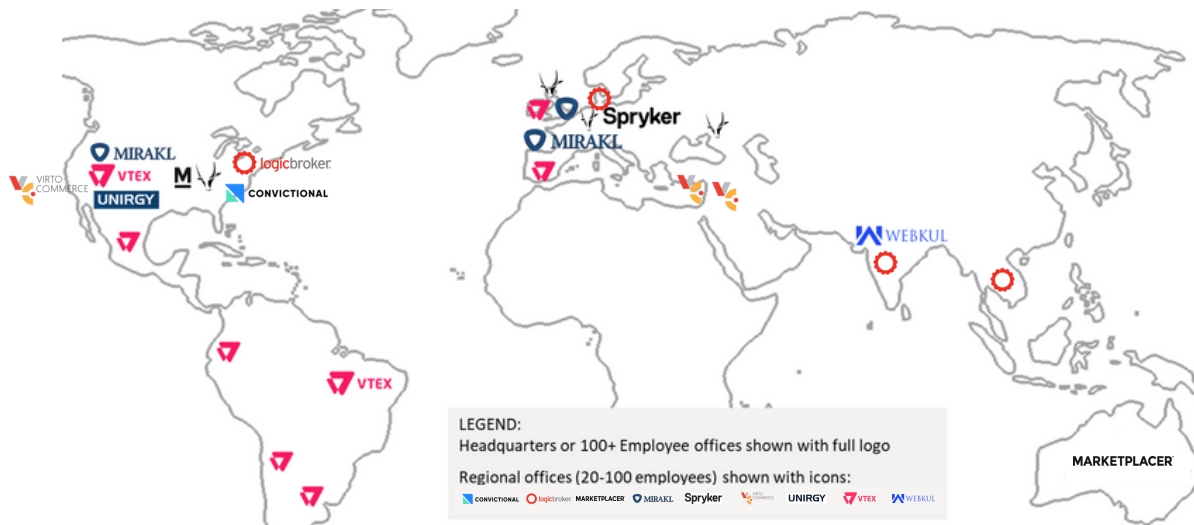 Spryker
MIRAKL
MIRAKL
VTEX
UNIRGY
VIRTO
COMMERCE
M
logicbroker
CONVICTIONAL
WEBKUL
VTEX
MARKETPLACER
LEGEND:
Headquarters or 100+ Employee offices shown with full logo
Regional offices (20-100 employees) shown with icons:
CONVICTIONAL logicbroker MARKETPLACER MIRAKL Spryker VIRTO COMMERCE UNIRGY VTEX WEBKUL